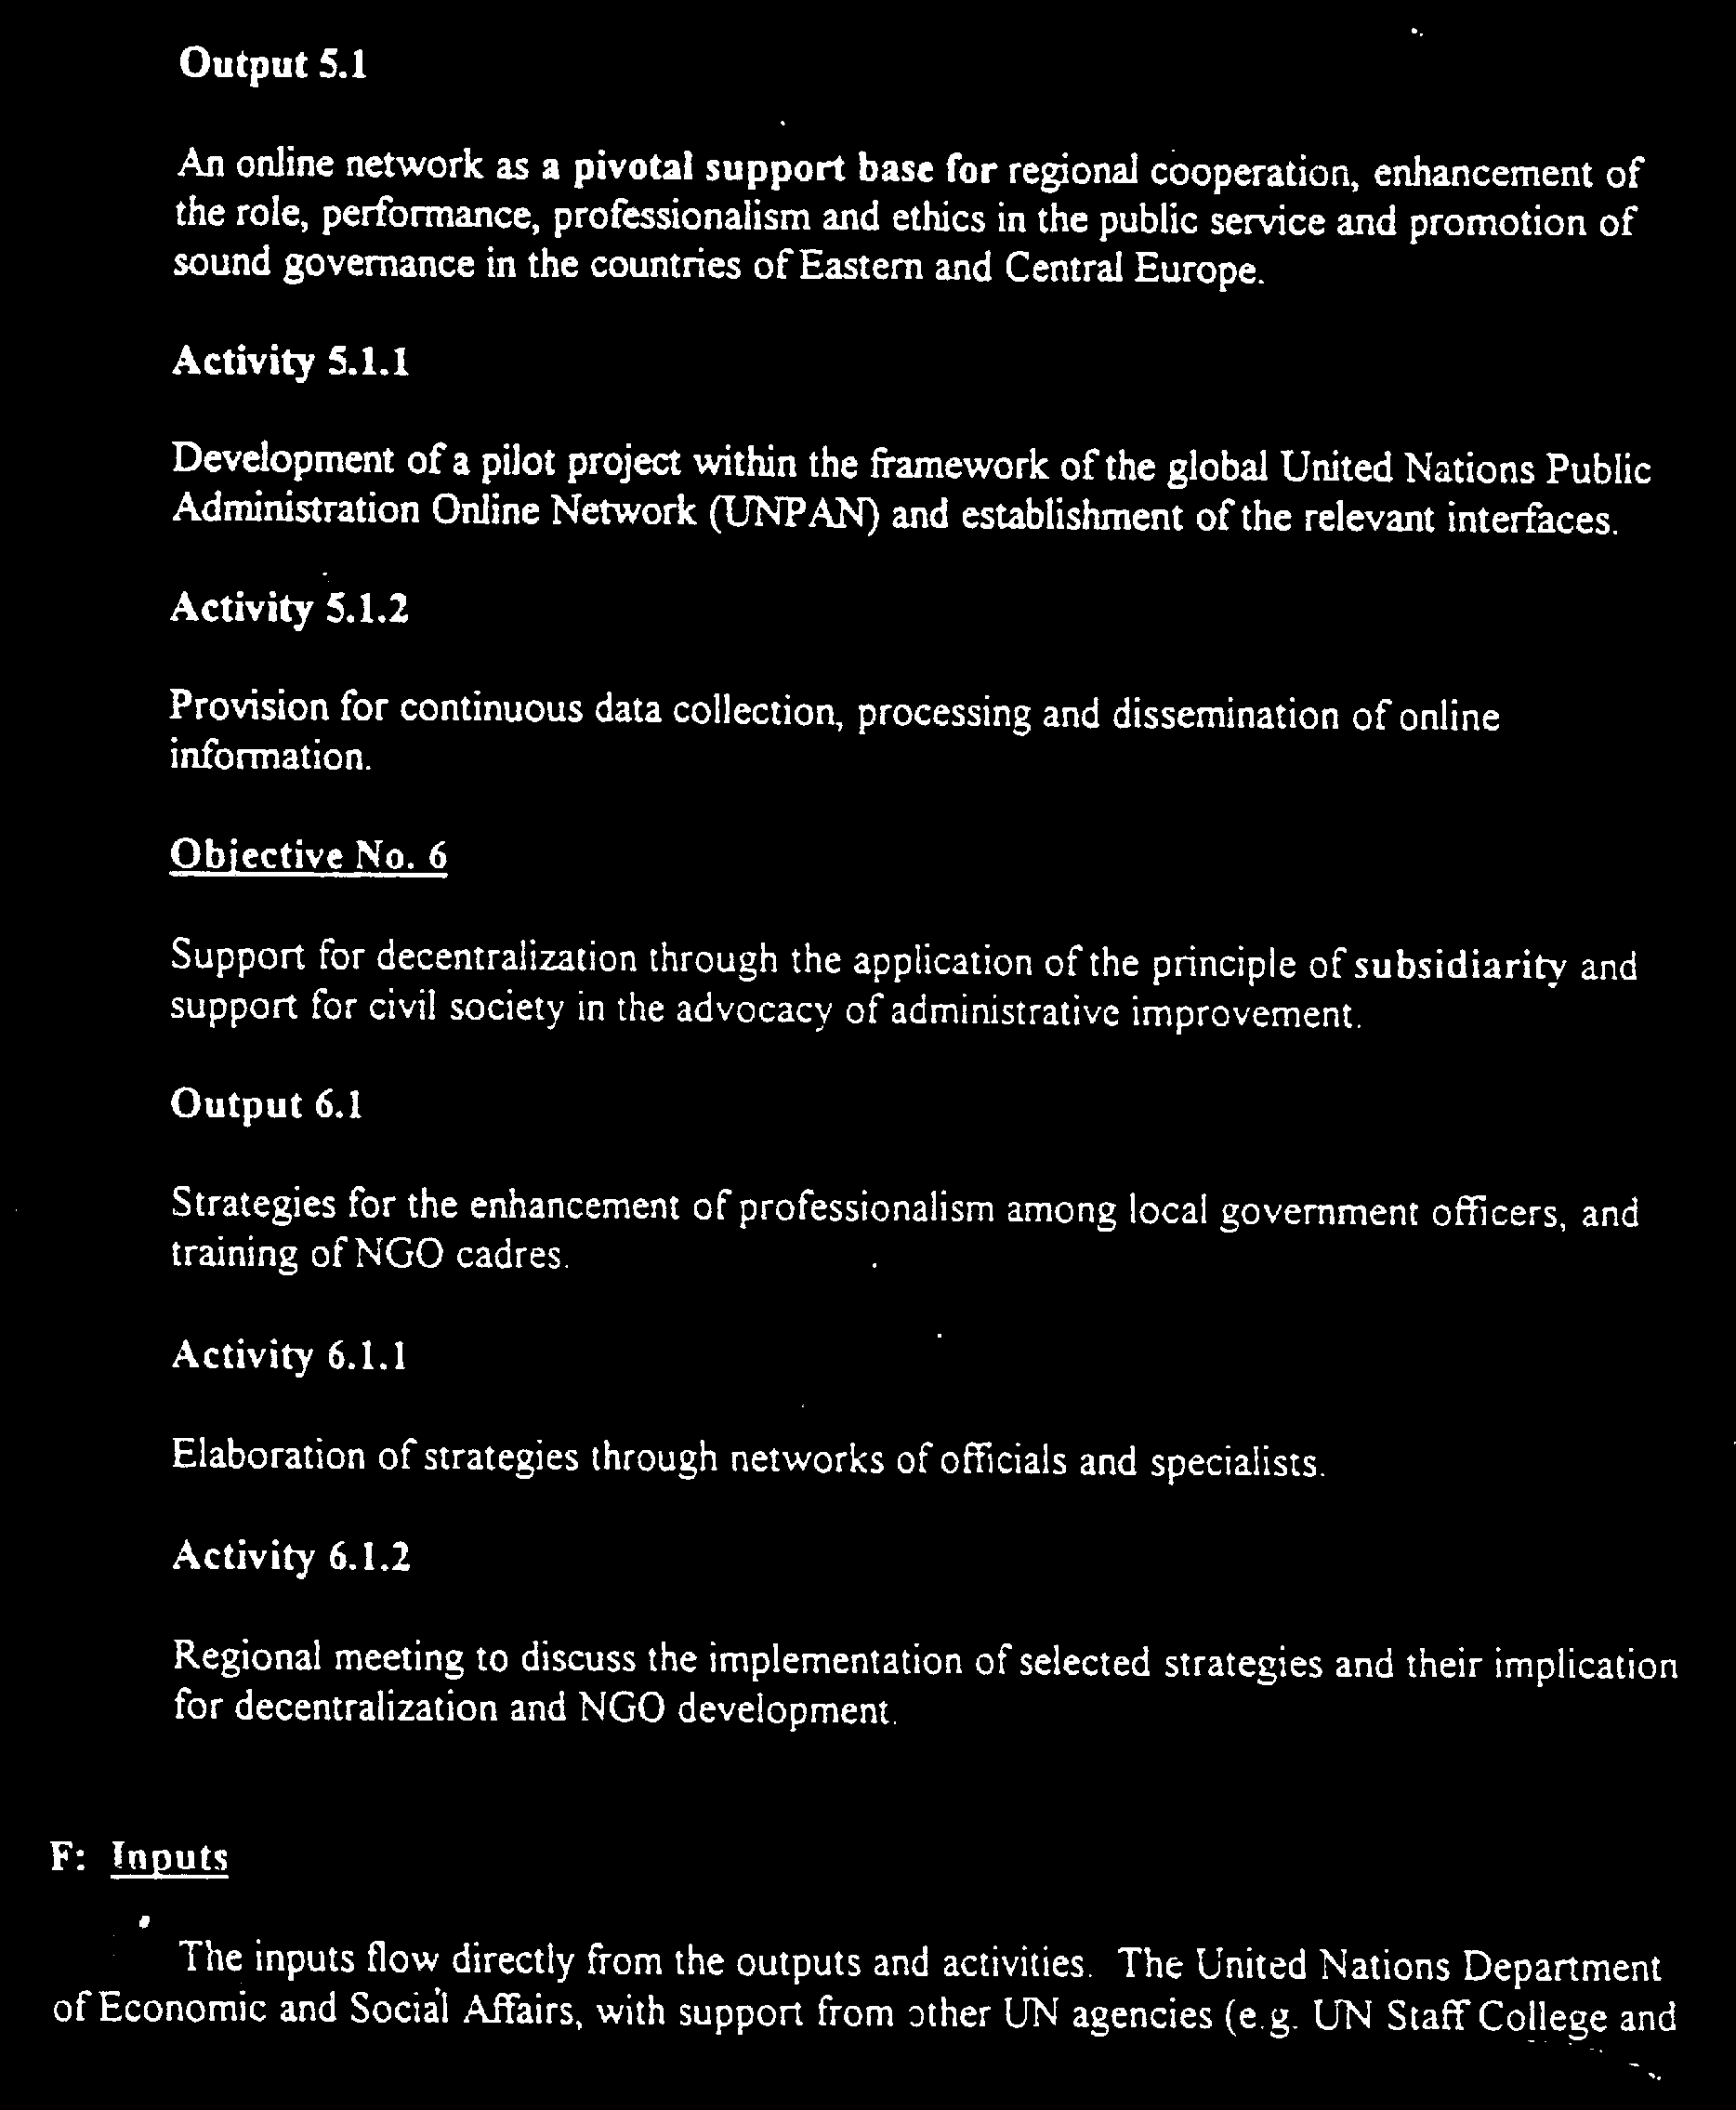 Output 5.1
An online network as a pivotal support base for regional cooperation, enhancement of
the role, performance, professionalism and ethics in the public service and promotion of
sound governance in the countries of Eastern and Central Europe.
Activity 5.1.1
Development of a pilot project within the framework of the global United Nations Public
Administration Online Network (UNPAN) and establishment of the relevant interfaces.
Activity 5.1.2
Provision for continuous data collection, processing and dissemination of online
information.
Objective No. 6
Support for decentralization through the application of the principle of subsidiarity and
support for civil society in the advocacy of administrative improvement.
Output 6.1
Strategies for the enhancement of professionalism among local government officers, and
training of NGO cadres.
Activity 6.1.1
Elaboration of strategies through networks of officials and specialists.
Activity 6.1.2
Regional meeting to discuss the implementation of selected strategies and their implication
for decentralization and NGO development.
F: Inputs
The inputs flow directly from the outputs and activities. The United Nations Department
of Economic and Social Affairs, with support from other UN agencies (e.g. UN Staff College and